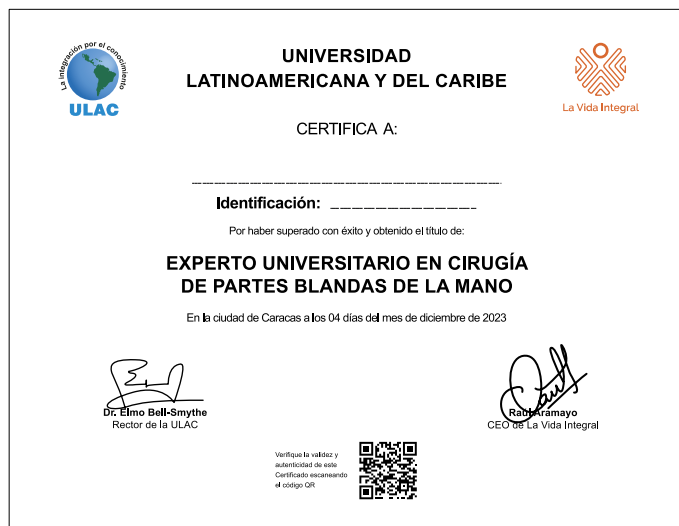 La integración por el conocimiento
ULAC
UNIVERSIDAD
LATINOAMERICANA Y DEL CARIBE
La Vida Integral
CERTIFICA A:
Identificación:
Por haber superado con éxito y obtenido el título de:
EXPERTO UNIVERSITARIO EN CIRUGÍA
DE PARTES BLANDAS DE LA MANO
En la ciudad de Caracas a los 04 días del mes de diciembre de 2023
Dr. Elmo Bell-Smythe
Rector de la ULAC
Raúl Aramayo
CEO de La Vida Integral
Verifique la validez y
autenticidad de este
Certificado escaneando
el código QR